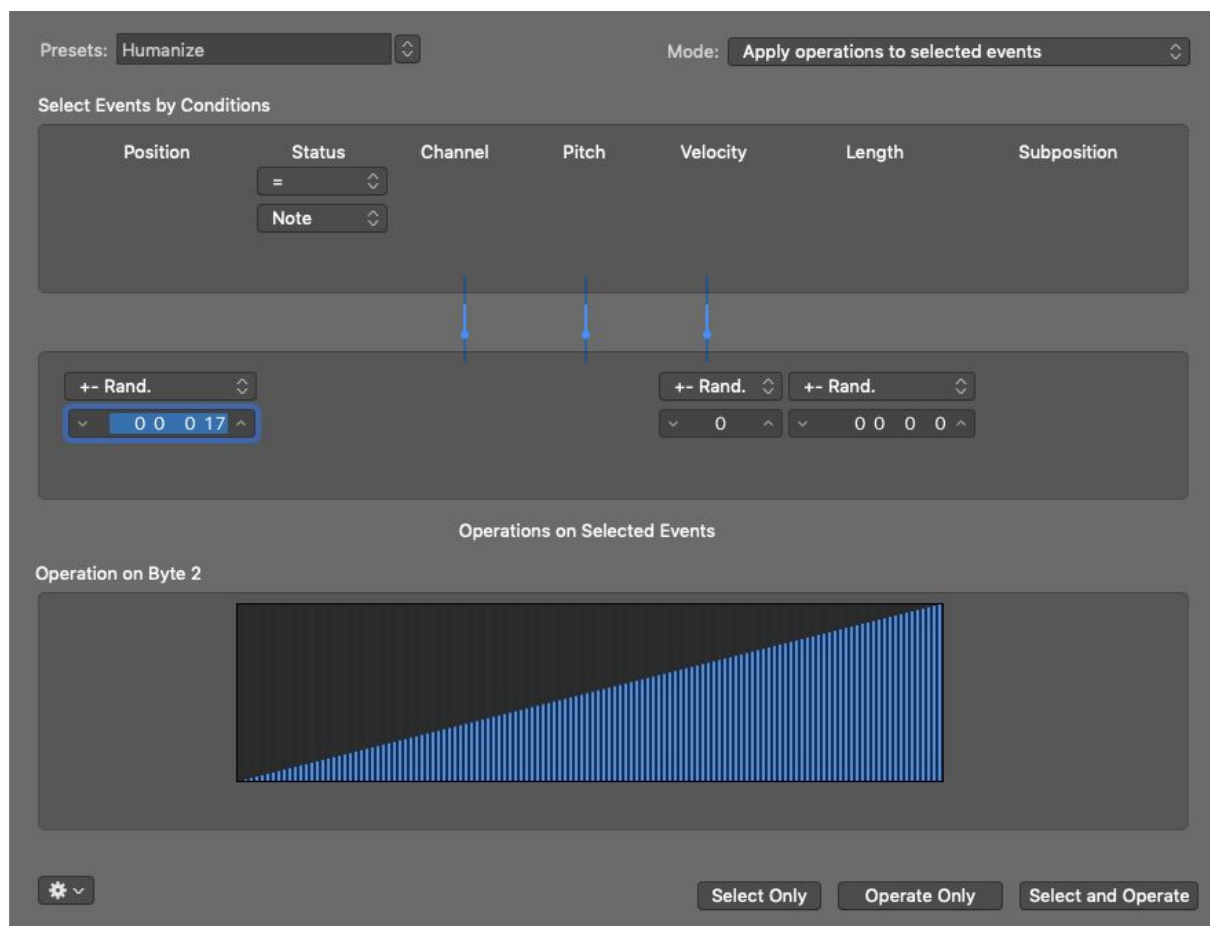 Presets: Humanize Mode: Apply operations to selected events
Select Events by Conditions
Position Status Channel Pitch Velocity Length Subposition
=
Note
+- Rand. +- Rand. +- Rand.
0 0 0 17 0 0 0 0 0
Operations on Selected Events
Operation on Byte 2
Select Only Operate Only Select and Operate